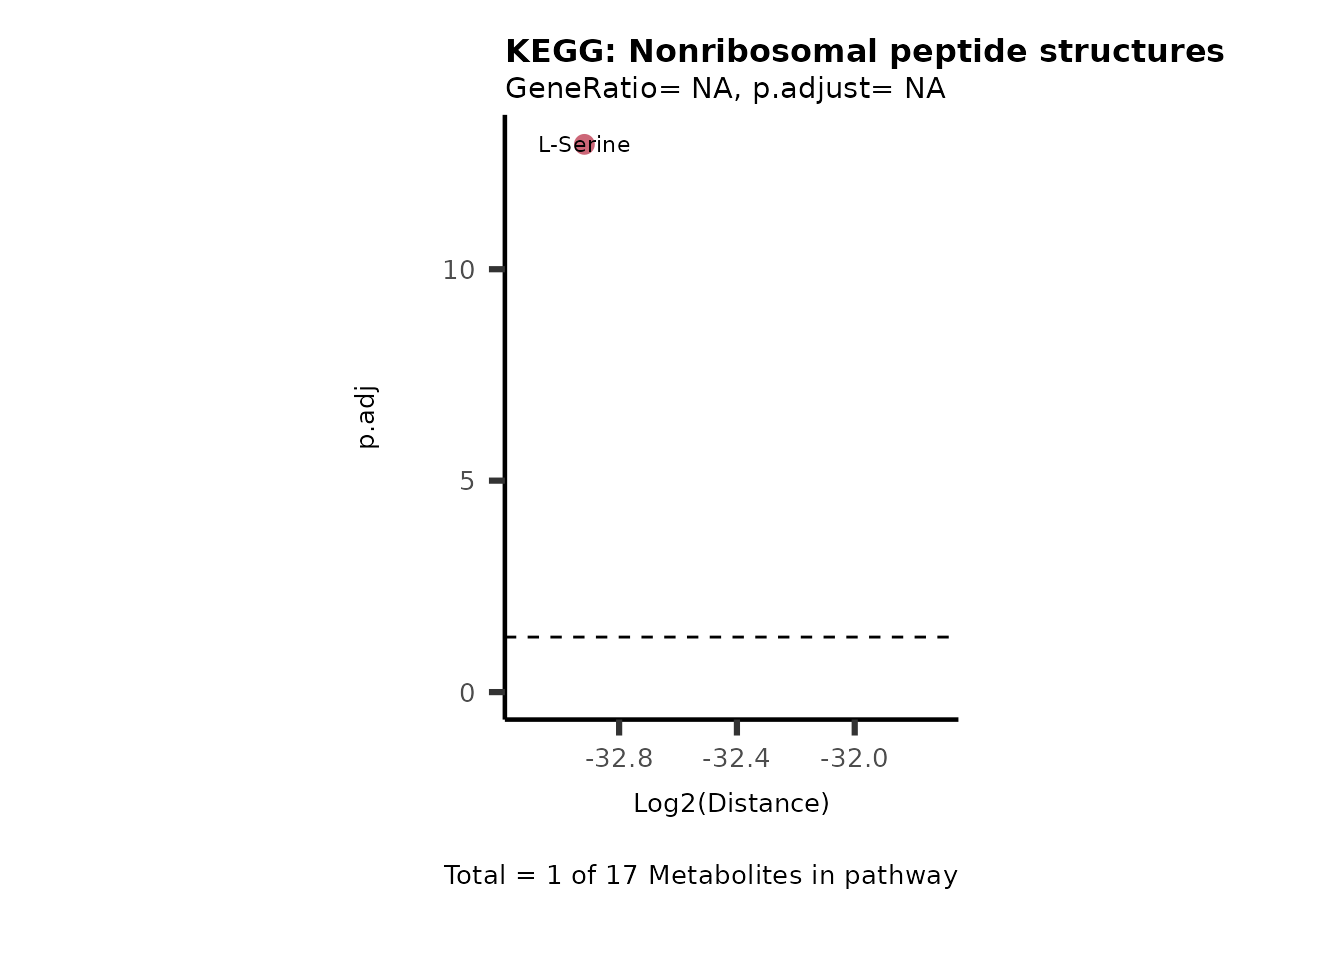 KEGG: Nonribosomal peptide structures
GeneRatio= NA, p.adjust= NA
L-Serine
10
5
0
p.adj
-32.8 -32.4 -32.0
Log2(Distance)
Total = 1 of 17 Metabolites in pathway